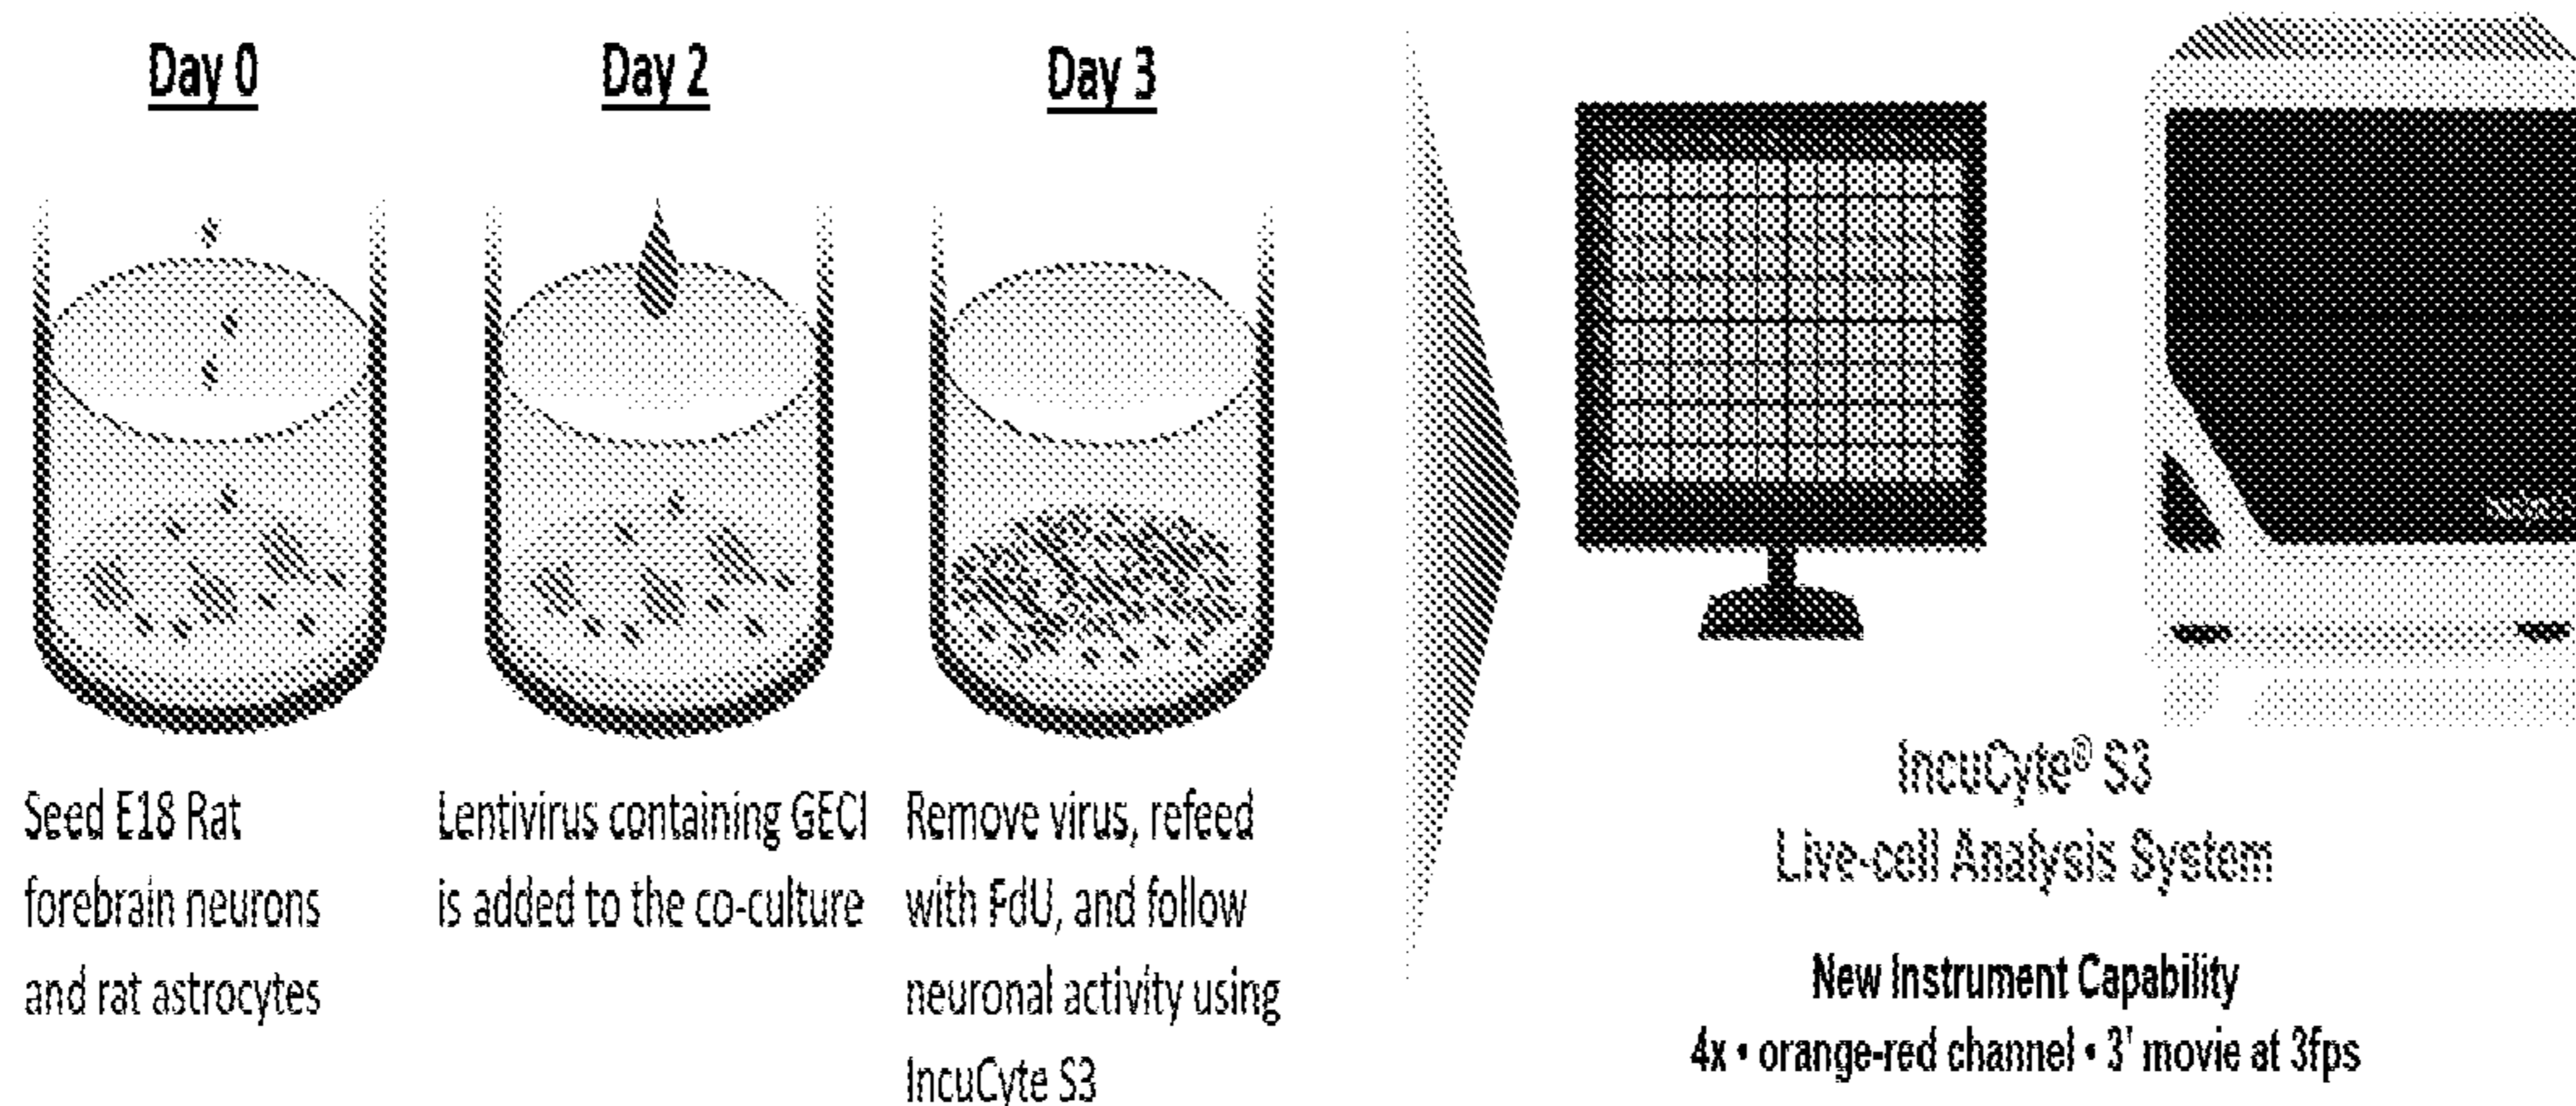 Day 0
Seed E18 Rat
forebrain neurons
and rat astrocytes
Day 2
Lentivirus containing GECI
is added to the co-culture
Day 3
Remove virus, refeed
with FdU, and follow
neuronal activity using
IncuCyte S3
IncuCyte® S3
Live-cell Analysis System
New Instrument Capability
4x • orange-red channel • 3' movie at 3fps